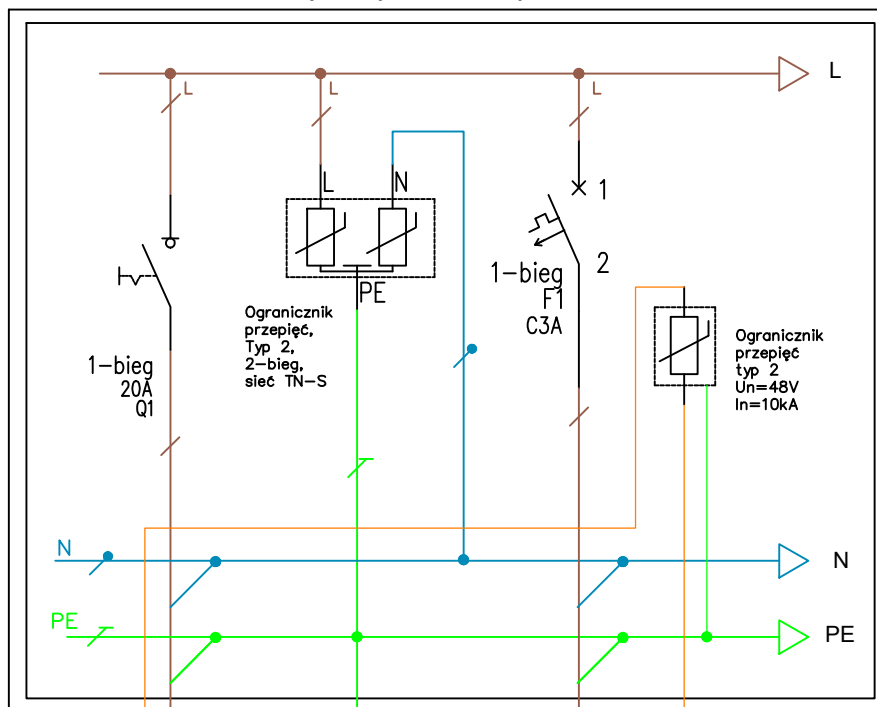 L
L
L
L
L
N
PE
1
2
1-bieg
F1
C3A
Ogranicznik
przepięć,
Typ 2,
2-bieg,
sieć TN-S
Ogranicznik
przepięć
typ 2
Un=48V
In=10kA
1-bieg
20A
Q1
N
N
PE
PE